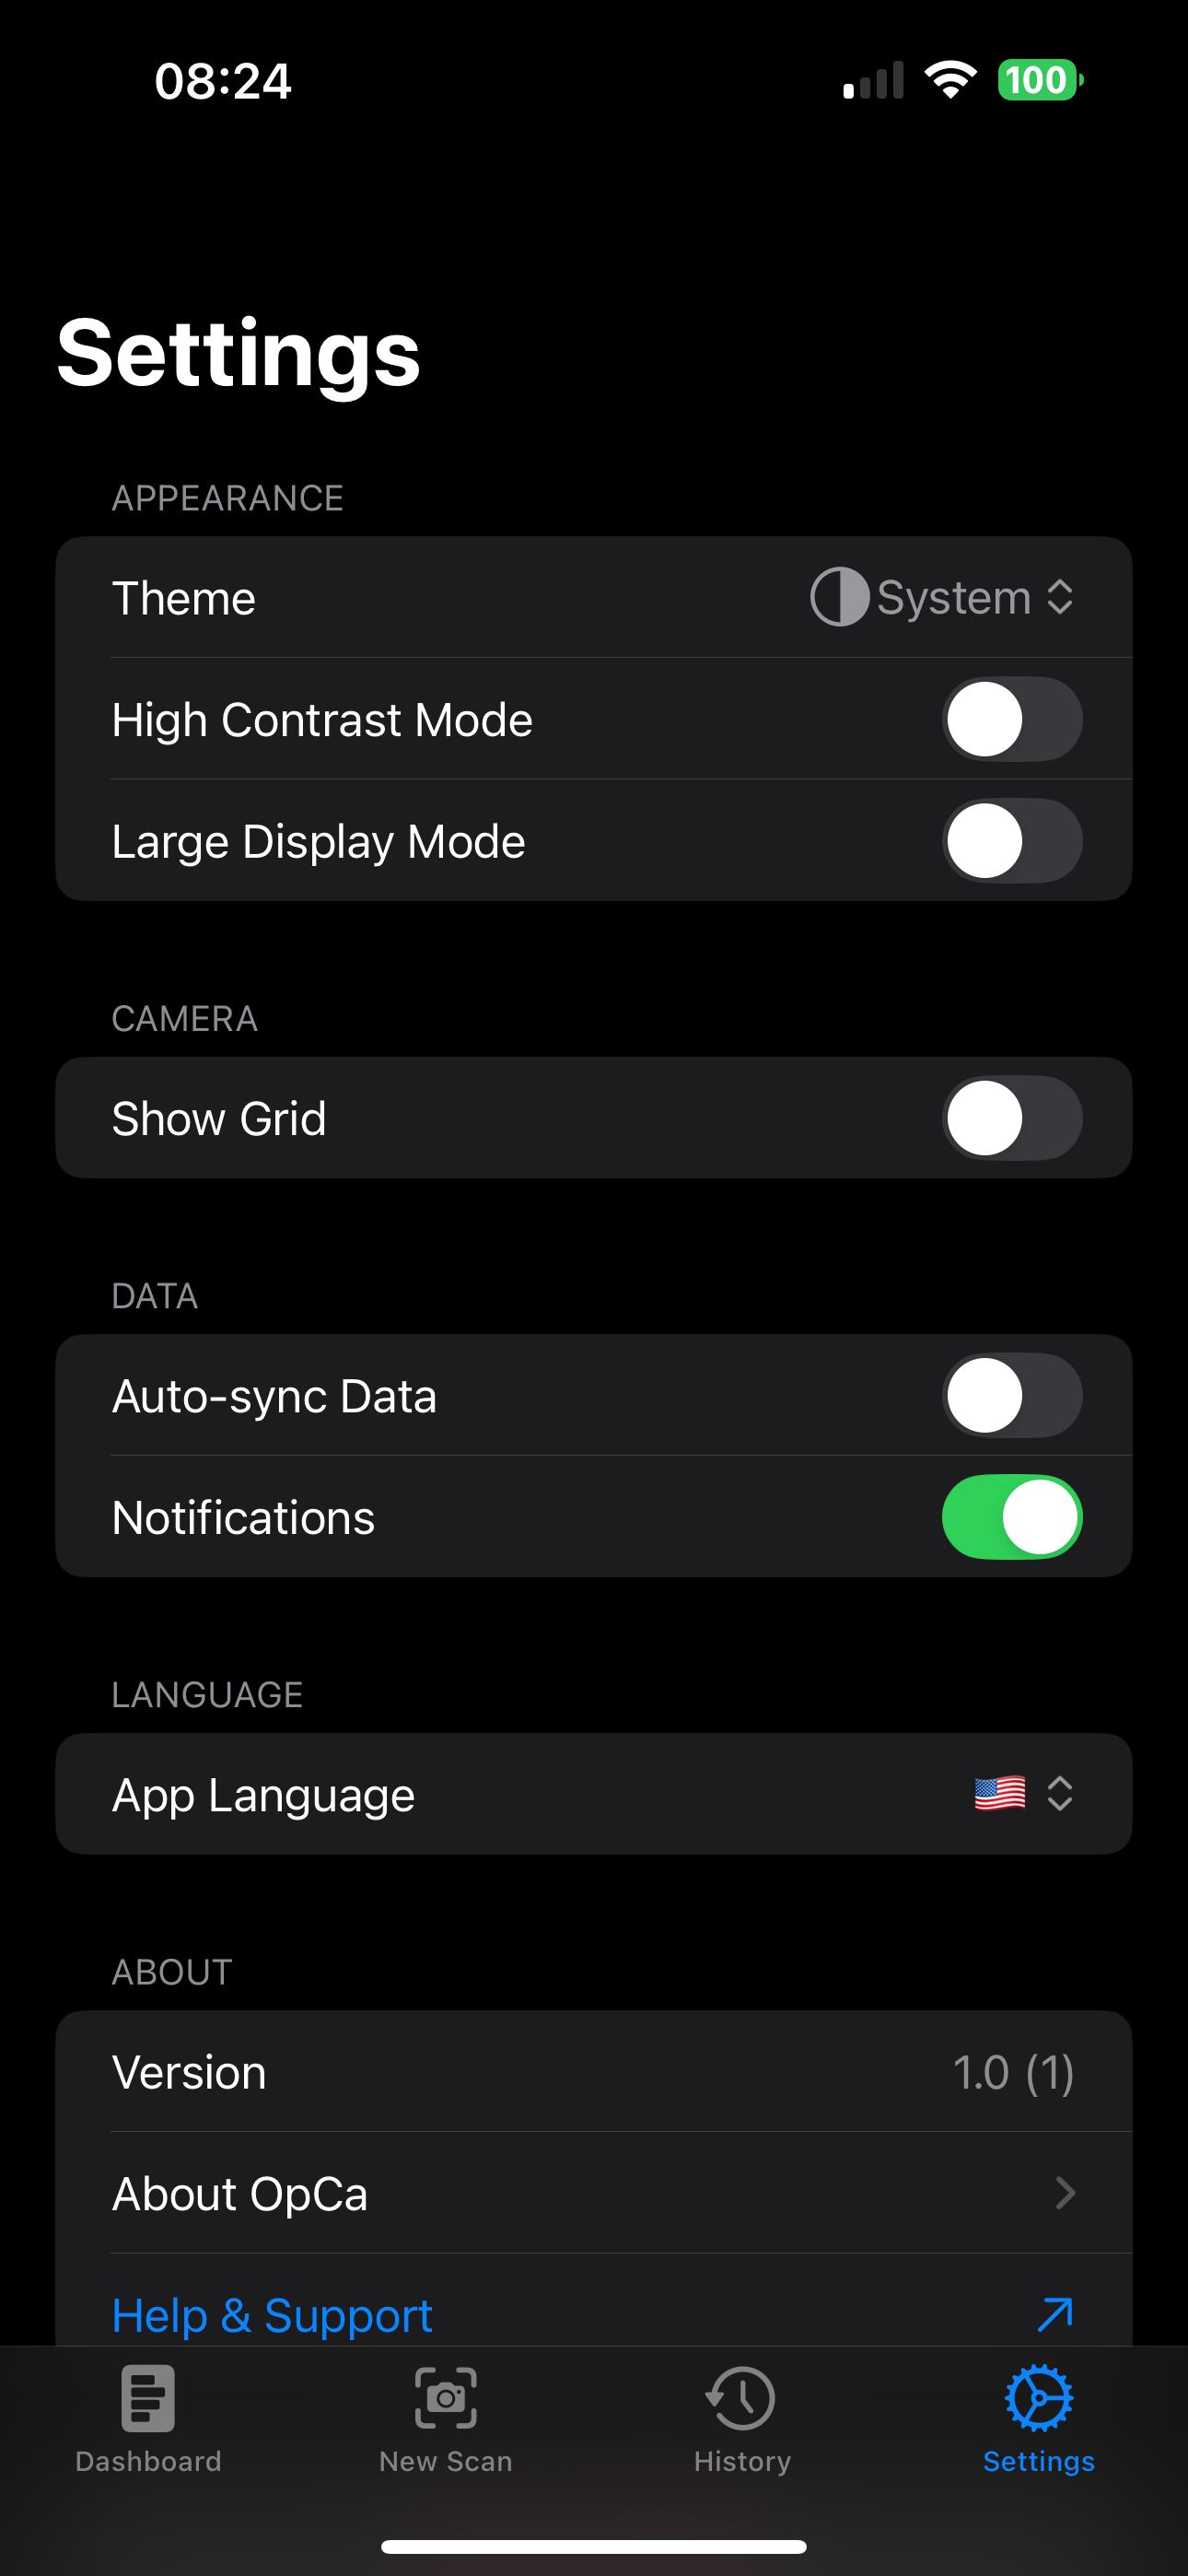 08:24
100
Settings
APPEARANCE
Theme
System
High Contrast Mode
Large Display Mode
CAMERA
Show Grid
DATA
Auto-sync Data
Notifications
LANGUAGE
App Language
ABOUT
Version
1.0 (1)
About OpCa
Help & Support
Dashboard
New Scan
History
Settings